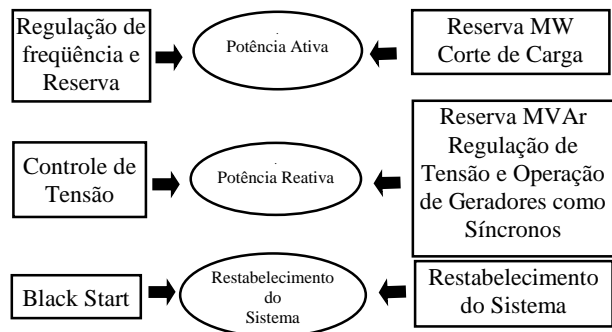 Regulação de
freqüência e
Reserva
Potência Ativa
Reserva MW
Corte de Carga
Controle de
Tensão
Potência Reativa
Reserva MVAr
Regulação de
Tensão e Operação
de Geradores como
Síncronos
Black Start
Restabelecimento
do
Sistema
Restabelecimento
do Sistema